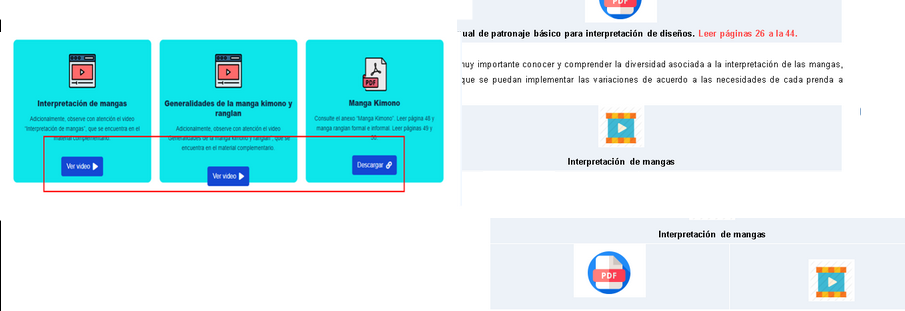 Interpretación de mangas
Adicionalmente, observe con atención el video
"Interpretación de mangas", que se encuentra en el
material complementario.
Ver video
Generalidades de la manga kimono y
ranglan
Adicionalmente, observe con atención el video
"Generalidades de la manga kimono y ranglan", que se
encuentra en el material complementario.
Ver video
PDF
Manga Kimono
Consulte el anexo "Manga Kimono". Leer página 48 y
manga ranglan formal e informal. Leer páginas 49 y
Descargar
PDF
ual de patronaje básico para interpretación de diseños. Leer páginas 26 a la 44.
muy importante conocer y comprender la diversidad asociada a la interpretación de las mangas,
que se puedan implementar las variaciones de acuerdo a las necesidades de cada prenda a
Interpretación de mangas
Interpretación de mangas
PDF